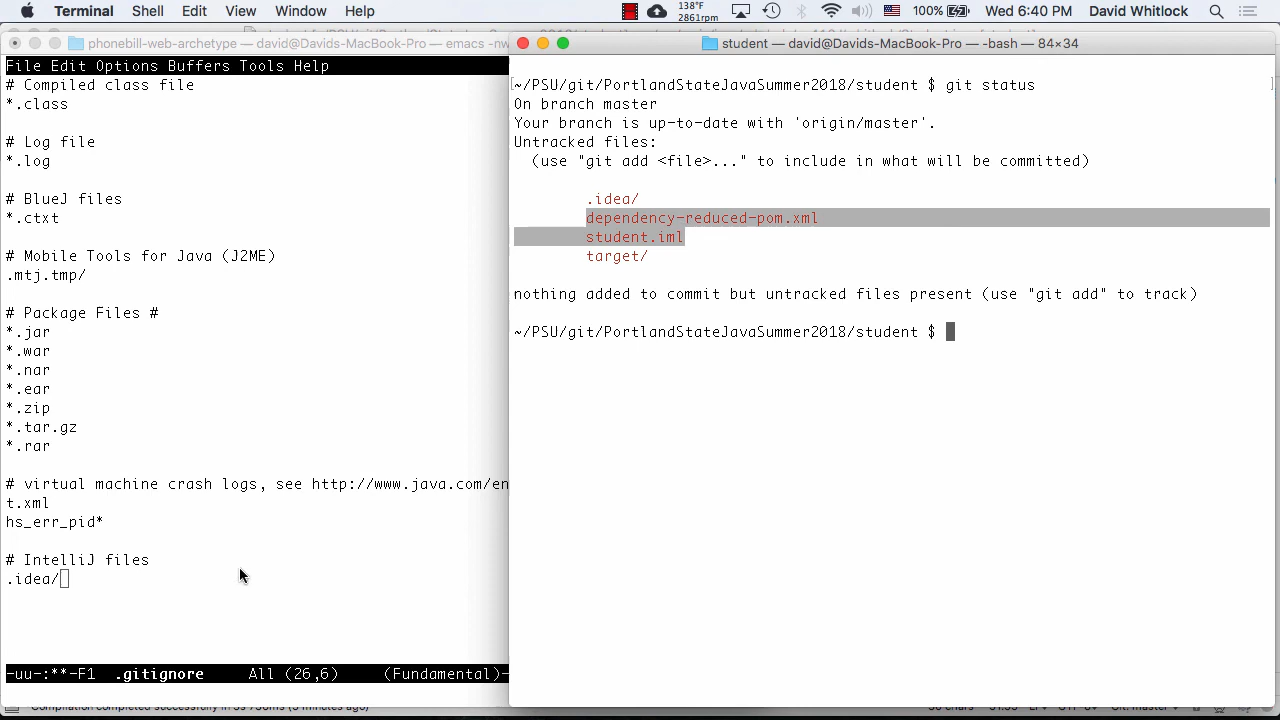 Terminal Shell Edit View Window Help 138°F 2861rpm 100% Wed 6:40 PM David Whitlock
phonebill-web-archetype — david@Davids-MacBook-Pro — emacs -nw
File Edit Options Buffers Tools Help
# Compiled class file
*.class
# Log file
*.log
# BlueJ files
*.ctxt
# Mobile Tools for Java (J2ME)
.mtj.tmp/
# Package Files #
*.jar
*.war
*.nar
*.ear
*.zip
*.tar.gz
*.rar
# virtual machine crash logs, see http://www.java.com/en
t.xml
hs_err_pid*
# IntelliJ files
.idea/
-uu-:**-F1 .gitignore All (26,6) (Fundamental)-
student — david@Davids-MacBook-Pro — -bash — 84×34
[~/PSU/git/PortlandStateJavaSummer2018/student $ git status ]
On branch master
Your branch is up-to-date with 'origin/master'.
Untracked files:
(use "git add <file>..." to include in what will be committed)
.idea/
dependency-reduced-pom.xml
student.iml
target/
nothing added to commit but untracked files present (use "git add" to track)
~/PSU/git/PortlandStateJavaSummer2018/student $